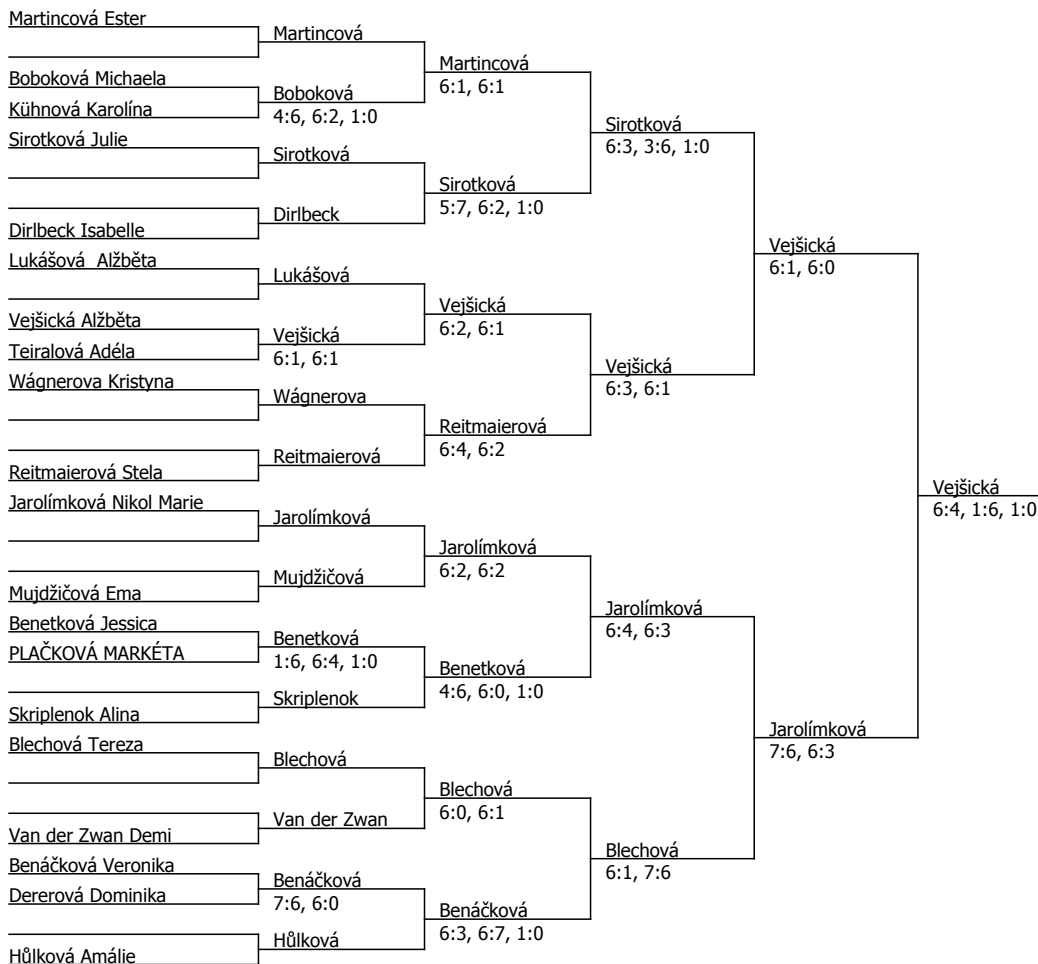 Martincová Ester
Boboková Michaela
Kühnová Karolína
Sirotková Julie
Dirlbeck Isabelle
Lukášová  Alžběta
Vejšická Alžběta
Teiralová Adéla
Wágnerova Kristyna
Reitmaierová Stela
Jarolímková Nikol Marie
Mujdžičová Ema
Benetková Jessica
PLAČKOVÁ MARKÉTA
Skriplenok Alina
Blechová Tereza
Van der Zwan Demi
Benáčková Veronika
Dererová Dominika
Hůlková Amálie
Martincová
Boboková
4:6, 6:2, 1:0
Sirotková
Dirlbeck
Lukášová
Vejšická
6:1, 6:1
Wágnerova
Reitmaierová
Jarolímková
Mujdžičová
Benetková
1:6, 6:4, 1:0
Skriplenok
Blechová
Van der Zwan
Benáčková
7:6, 6:0
Hůlková
Martincová
6:1, 6:1
Sirotková
5:7, 6:2, 1:0
Vejšická
6:2, 6:1
Reitmaierová
6:4, 6:2
Jarolímková
6:2, 6:2
Benetková
4:6, 6:0, 1:0
Blechová
6:0, 6:1
Benáčková
6:3, 6:7, 1:0
Sirotková
6:3, 3:6, 1:0
Vejšická
6:3, 6:1
Jarolímková
6:4, 6:3
Blechová
6:1, 7:6
Vejšická
6:1, 6:0
Jarolímková
7:6, 6:3
Vejšická
6:4, 1:6, 1:0